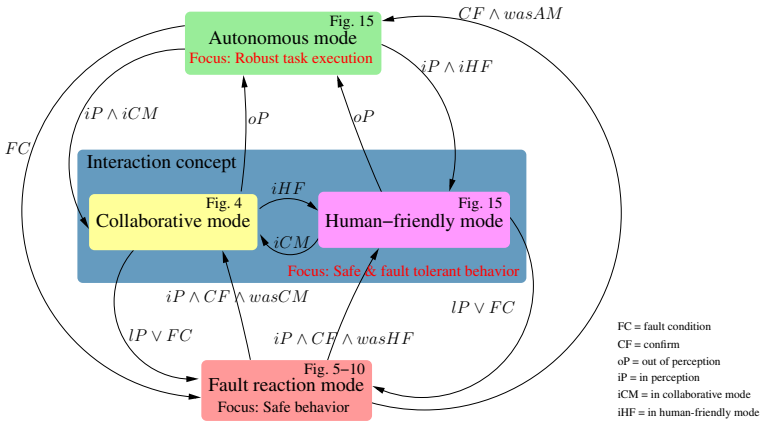 Fig. 15
Autonomous mode
Focus: Robust task execution
CF ∧ wasAM
iP ∧ iHF
iP ∧ iCM
oP
oP
FC
Interaction concept
Fig. 4
Collaborative mode
iHF
iCM
Fig. 15
Human−friendly mode
Focus: Safe & fault tolerant behavior
iP ∧ CF ∧ wasCM
lP ∨ FC
iP ∧ CF ∧ wasHF
lP ∨ FC
Fig. 5−10
Fault reaction mode
Focus: Safe behavior
FC = fault condition
CF = confirm
oP = out of perception
iP = in perception
iCM = in collaborative mode
iHF = in human-friendly mode